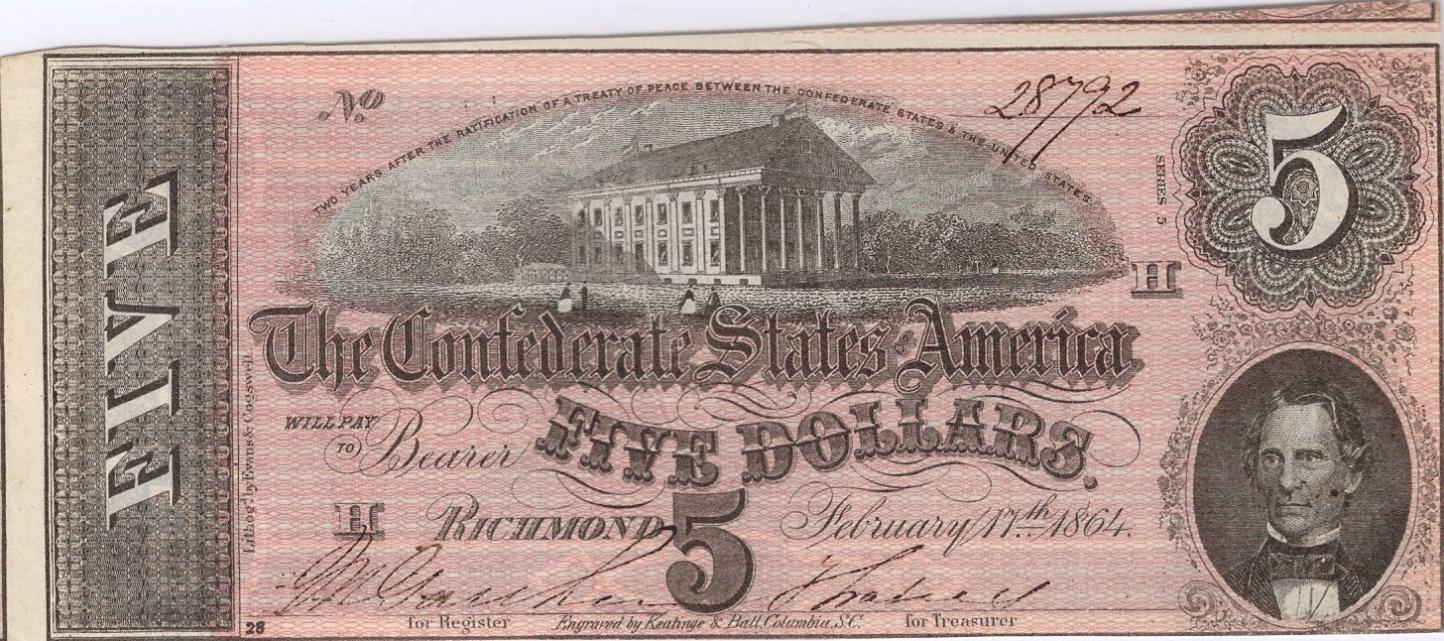 FIVE
No
28792
TWO YEARS AFTER THE RATIFICATION OF A TREATY OF PEACE BETWEEN THE CONFEDERATE STATES & THE UNITED STATES.
SERIES 5
5
H
The Confederate States of America
WILL PAY
TO Bearer FIVE DOLLARS.
Lithog'd by Evans & Cogswell
H RICHMOND 5 February 17th 1864.
28
for Register
Engraved by Keatinge & Ball, Columbia, S.C.
for Treasurer